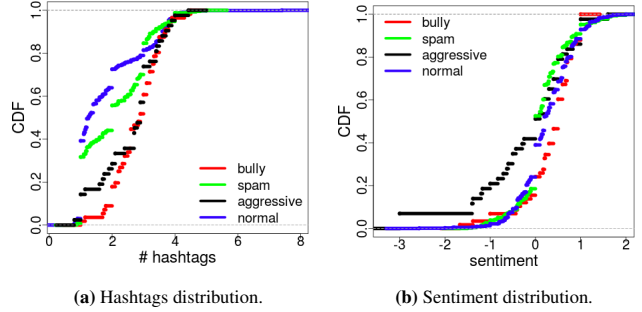 1.0
0.8
0.6
0.4
0.2
0.0
CDF
0 2 4 6 8
# hashtags
bully
spam
aggressive
normal
(a) Hashtags distribution.
1.0
0.8
0.6
0.4
0.2
0.0
CDF
-3 -2 -1 0 1 2
sentiment
bully
spam
aggressive
normal
(b) Sentiment distribution.